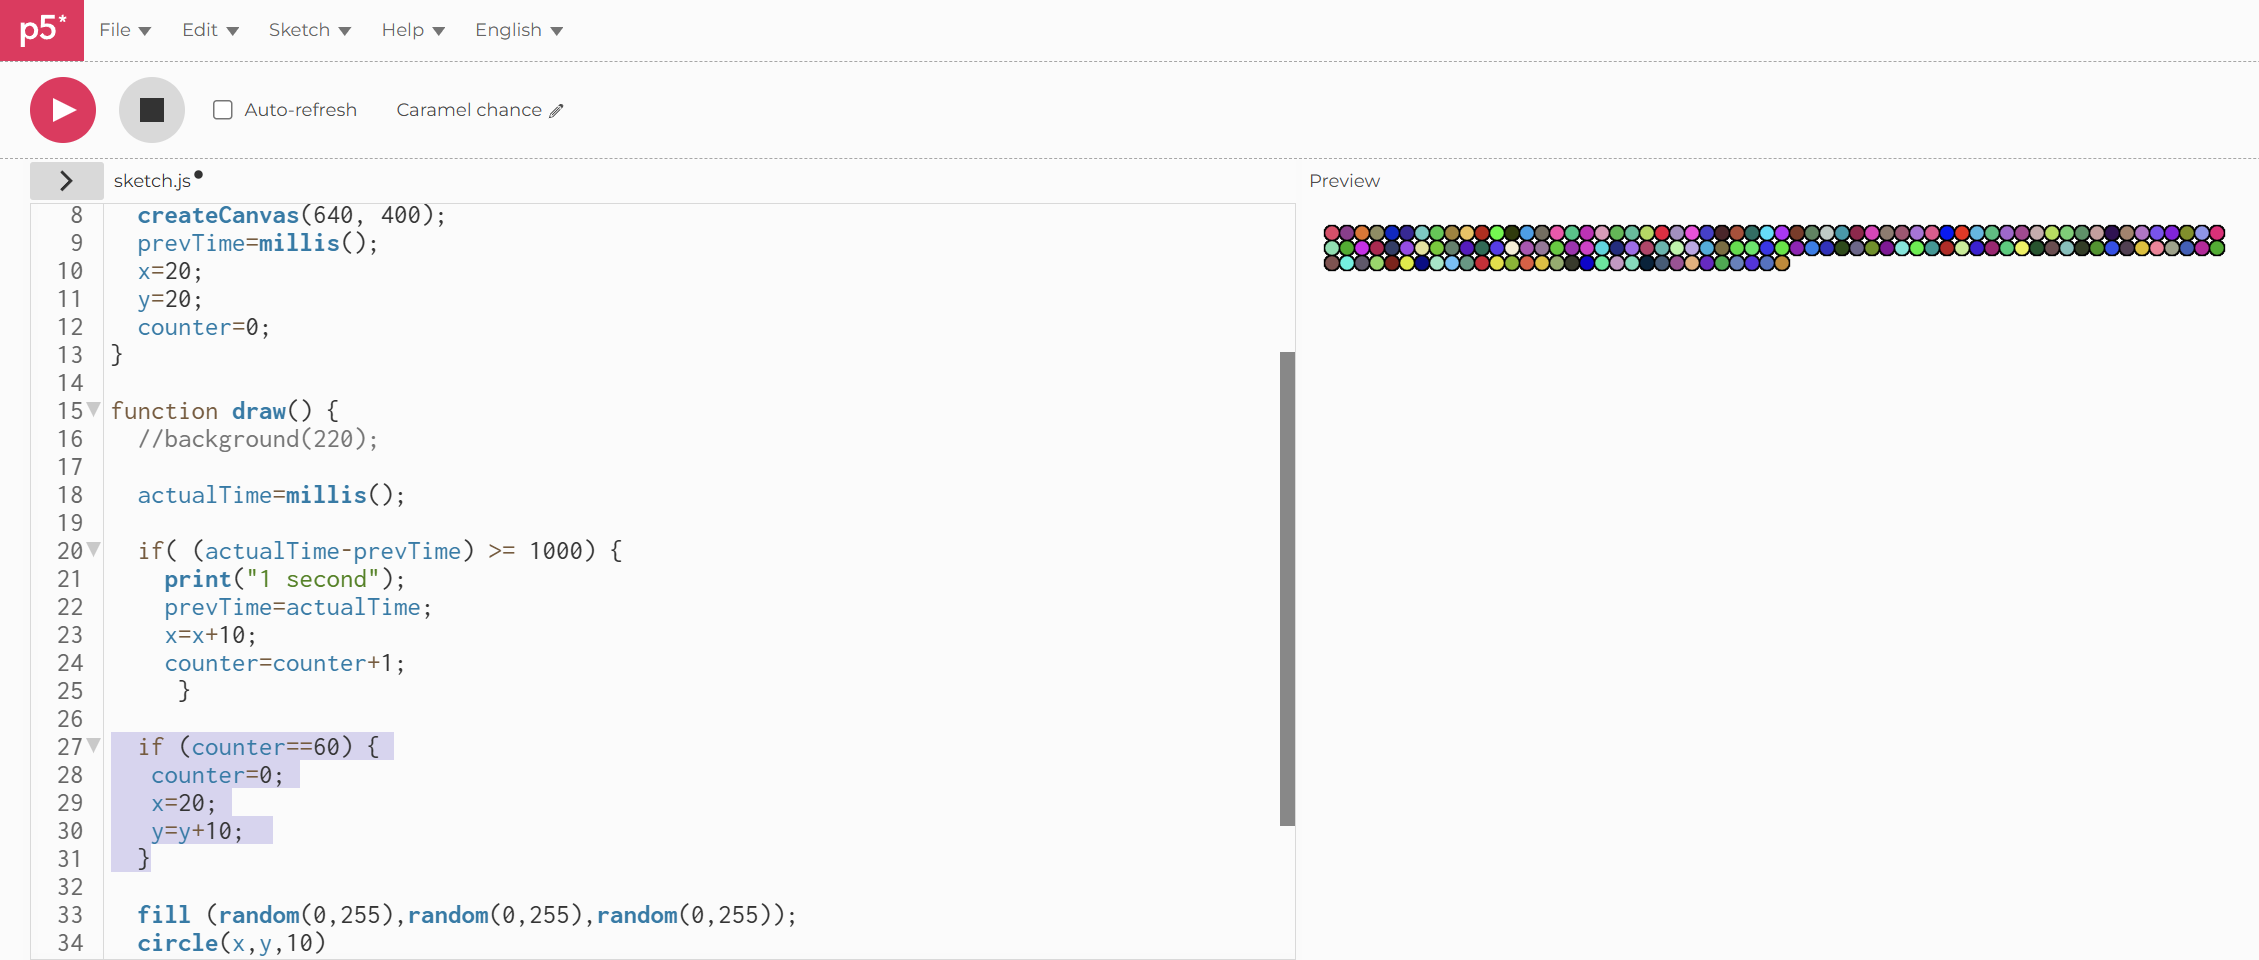 p5*
File Edit Sketch Help English
Auto-refresh Caramel chance
sketch.js
Preview
8 createCanvas(640, 400);
9 prevTime=millis();
10 x=20;
11 y=20;
12 counter=0;
13 }
14
15 function draw() {
16 //background(220);
17
18 actualTime=millis();
19
20 if( (actualTime-prevTime) >= 1000) {
21 print("1 second");
22 prevTime=actualTime;
23 x=x+10;
24 counter=counter+1;
25 }
26
27 if (counter==60) {
28 counter=0;
29 x=20;
30 y=y+10;
31 }
32
33 fill (random(0,255),random(0,255),random(0,255));
34 circle(x,y,10)